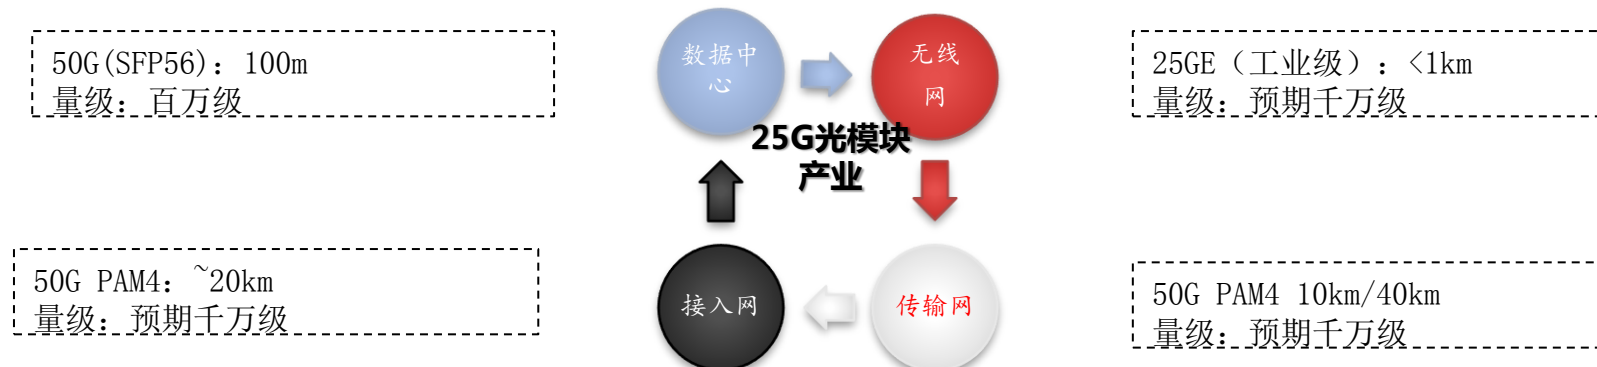 50G(SFP56)：100m
量级：百万级
数据中
心
无线
网
25GE（工业级）：<1km
量级：预期千万级
25G光模块
产业
50G PAM4：~20km
量级：预期千万级
接入网
传输网
50G PAM4 10km/40km
量级：预期千万级